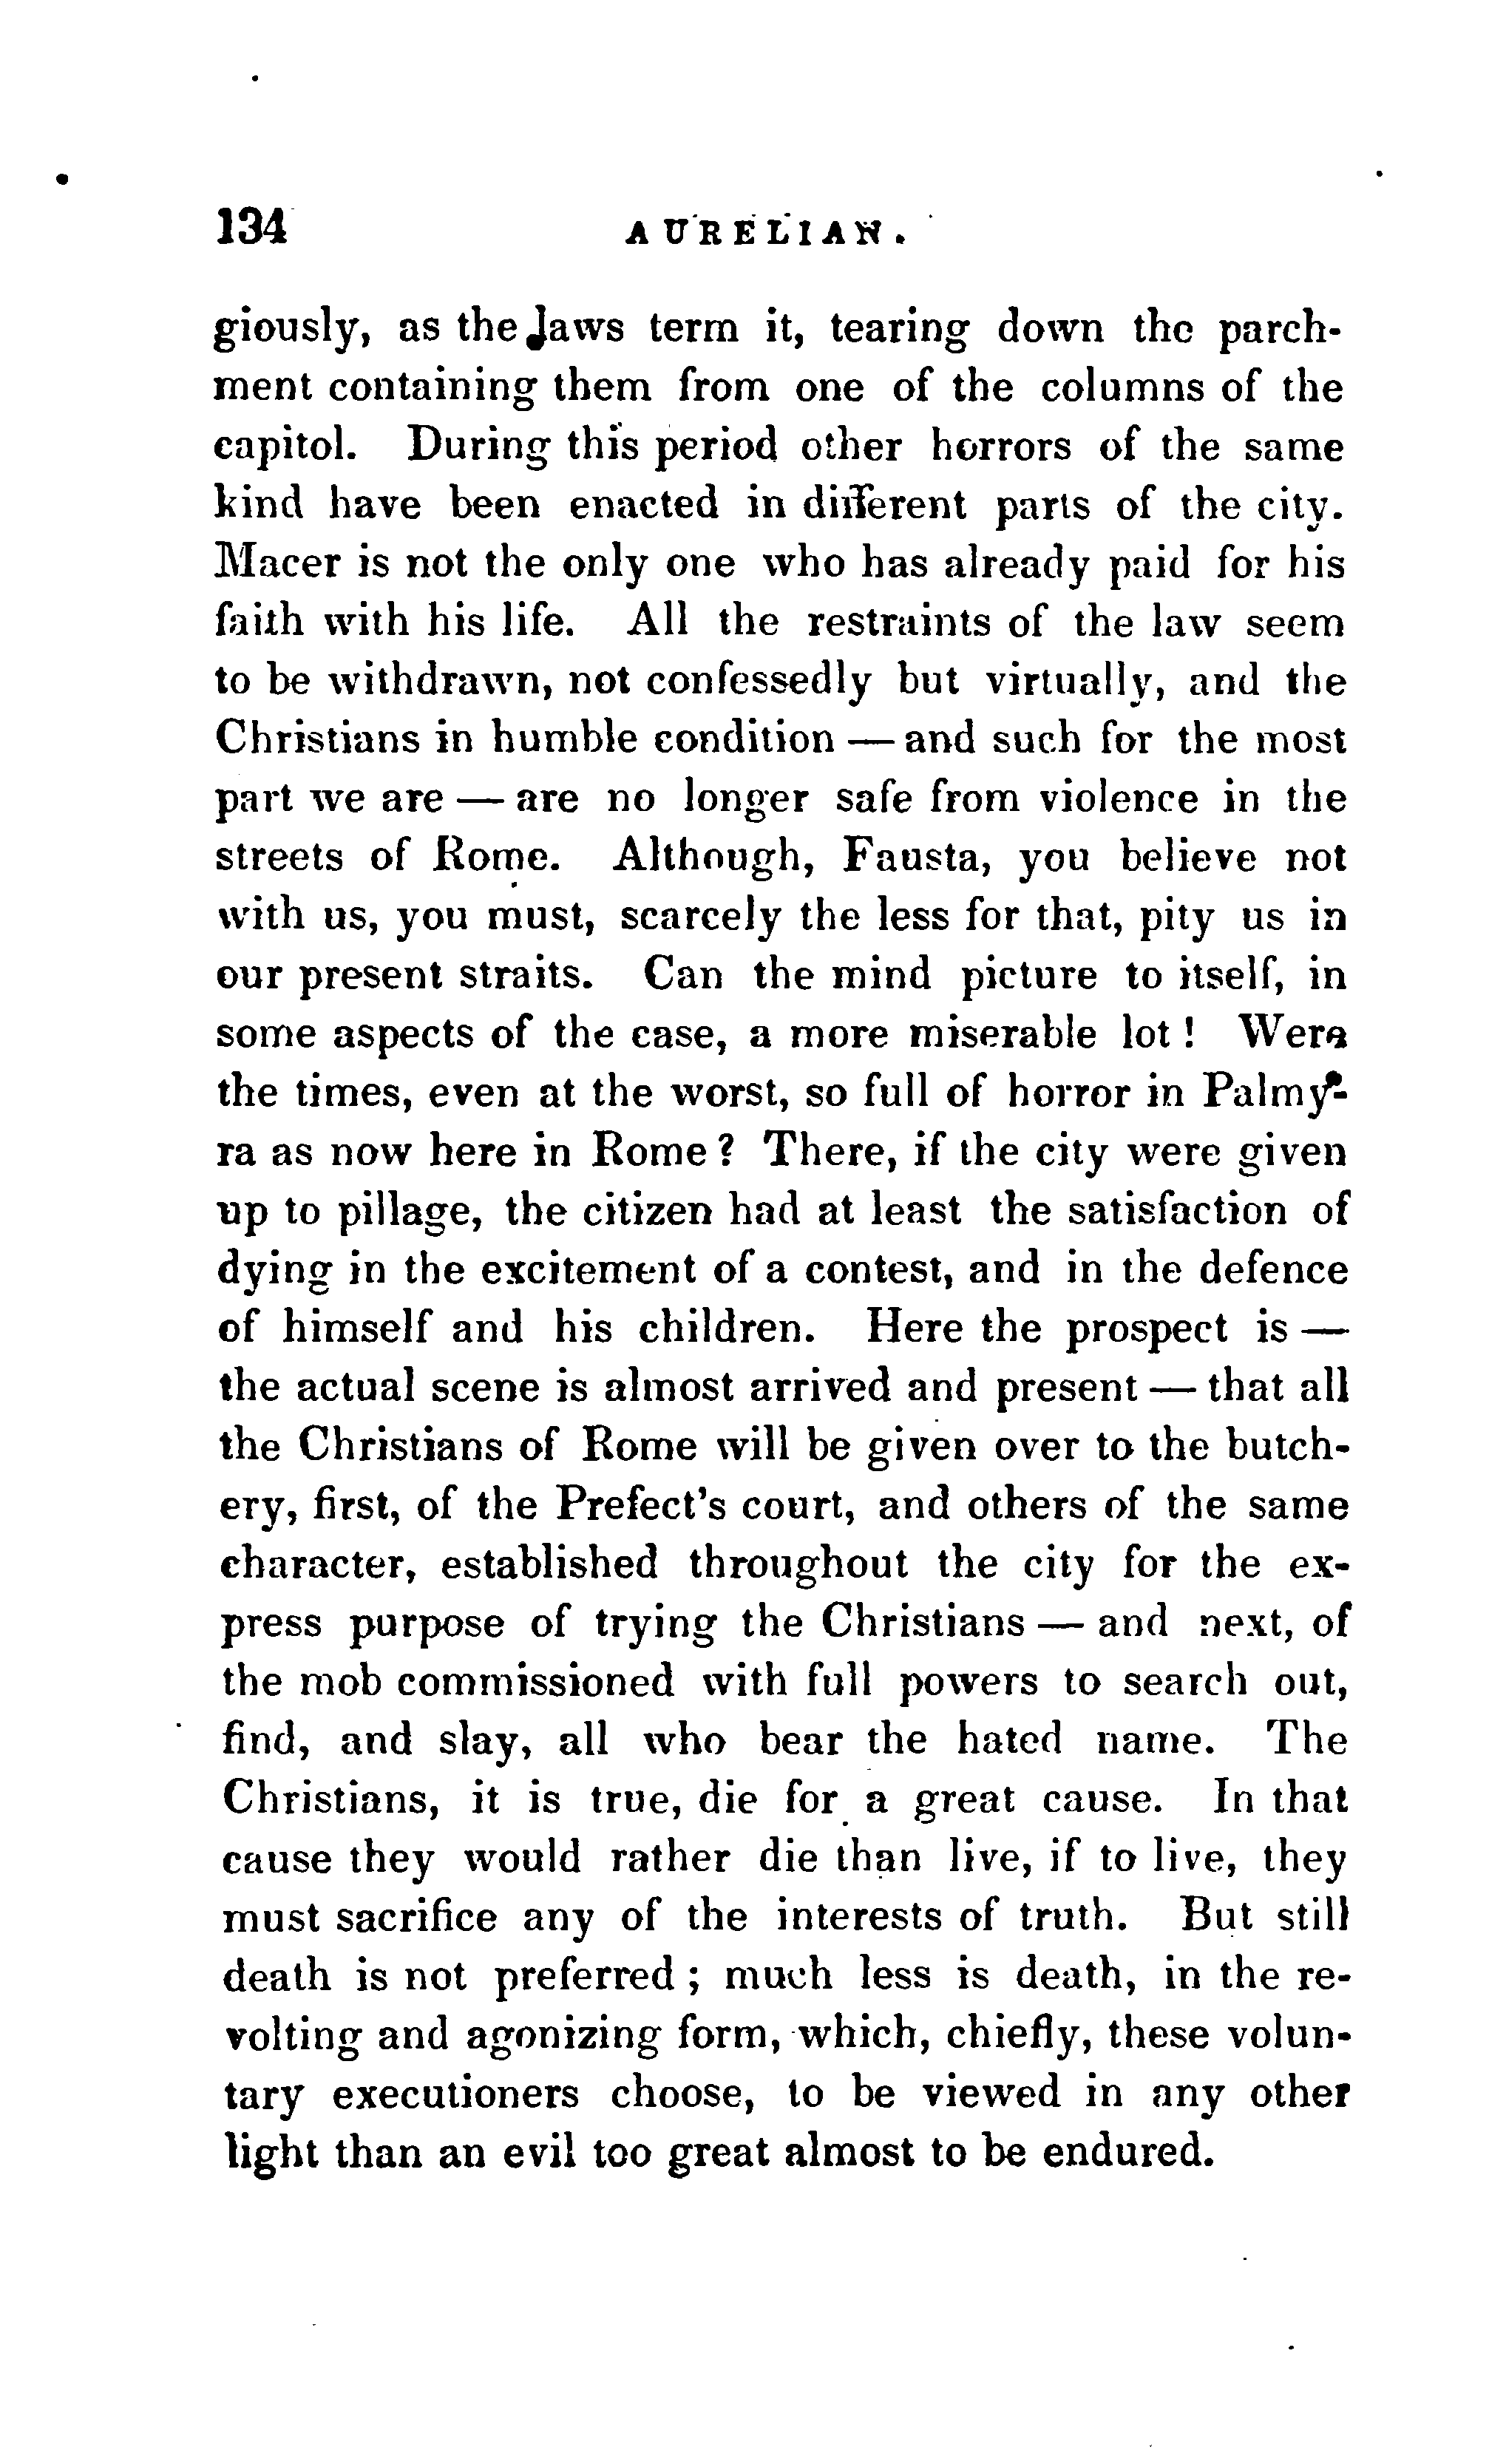 134 AURELIAN.
giously, as the laws term it, tearing down the parch-
ment containing them from one of the columns of the
capitol. During this period other horrors of the same
kind have been enacted in different parts of the city.
Macer is not the only one who has already paid for his
faith with his life. All the restraints of the law seem
to be withdrawn, not confessedly but virtually, and the
Christians in humble condition — and such for the most
part we are — are no longer safe from violence in the
streets of Rome. Although, Fausta, you believe not
with us, you must, scarcely the less for that, pity us in
our present straits. Can the mind picture to itself, in
some aspects of the case, a more miserable lot! Were
the times, even at the worst, so full of horror in Palmy-
ra as now here in Rome? There, if the city were given
up to pillage, the citizen had at least the satisfaction of
dying in the excitement of a contest, and in the defence
of himself and his children. Here the prospect is —
the actual scene is almost arrived and present — that all
the Christians of Rome will be given over to the butch-
ery, first, of the Prefect's court, and others of the same
character, established throughout the city for the ex-
press purpose of trying the Christians — and next, of
the mob commissioned with full powers to search out,
find, and slay, all who bear the hated name. The
Christians, it is true, die for a great cause. In that
cause they would rather die than live, if to live, they
must sacrifice any of the interests of truth. But still
death is not preferred; much less is death, in the re-
volting and agonizing form, which, chiefly, these volun-
tary executioners choose, to be viewed in any other
light than an evil too great almost to be endured.